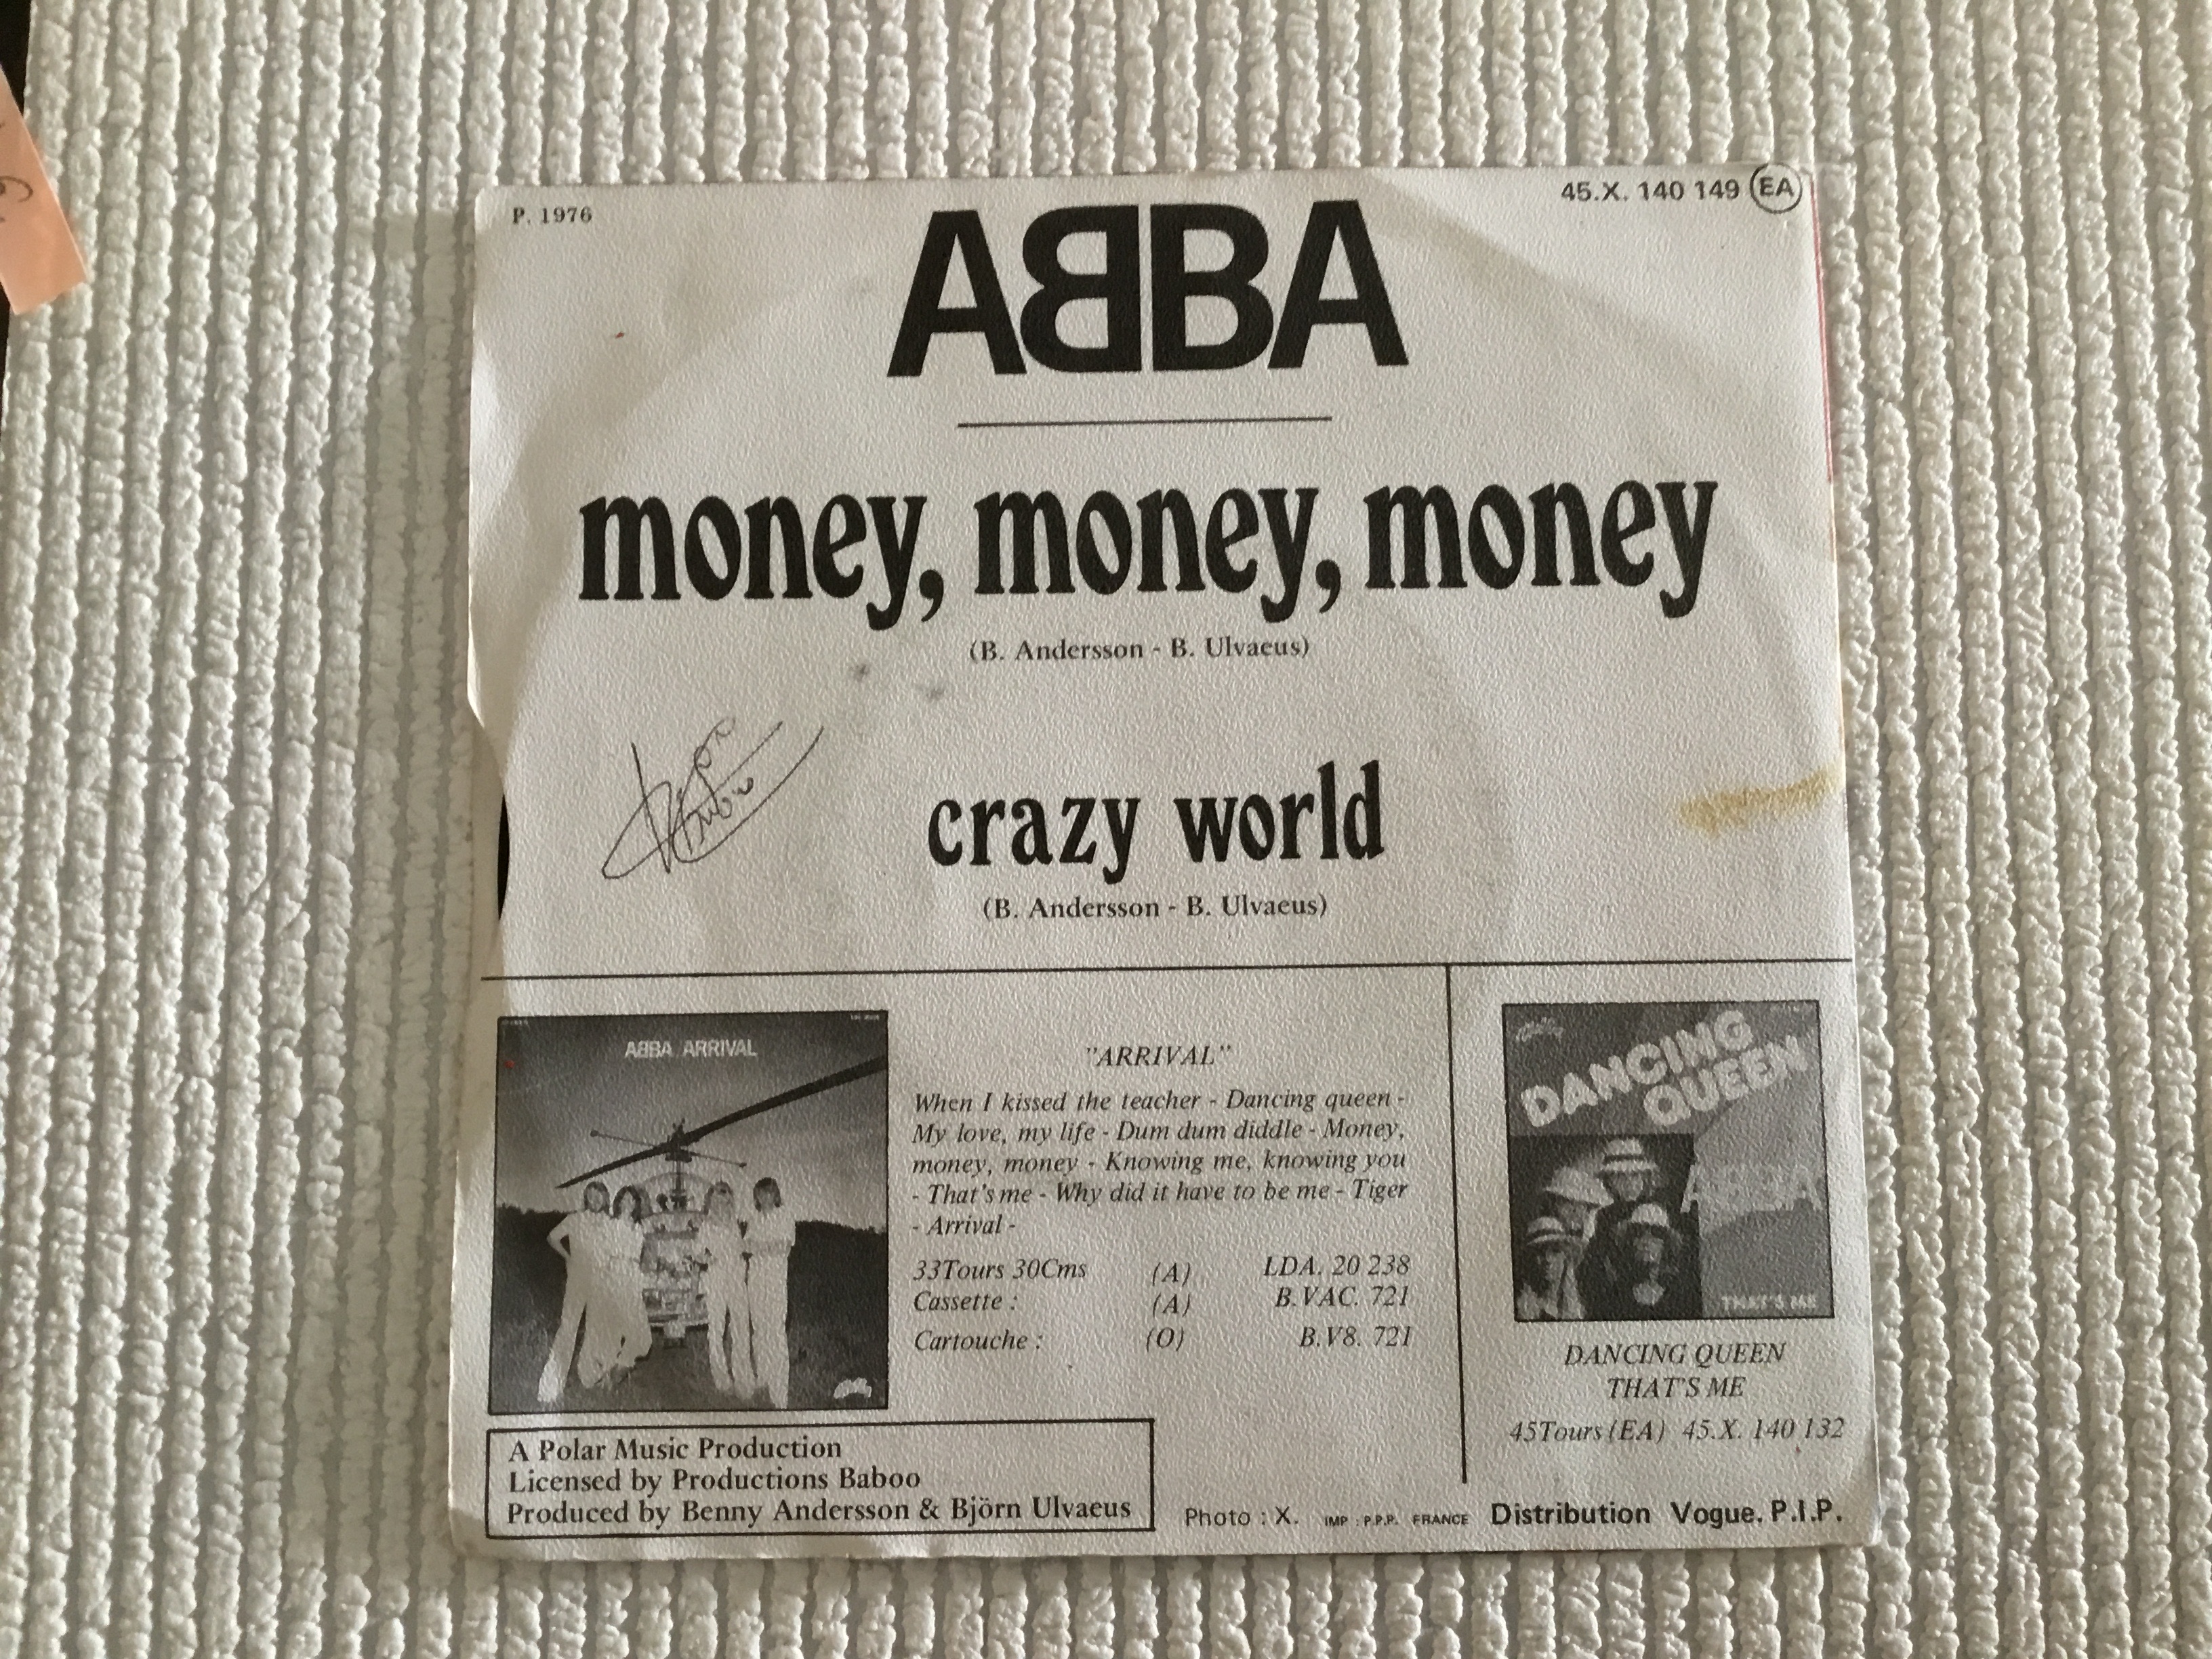 P. 1976
45.X. 140 149 EA
ABBA
money, money, money
(B. Andersson - B. Ulvaeus)
crazy world
(B. Andersson - B. Ulvaeus)
ABBA ARRIVAL
"ARRIVAL"
When I kissed the teacher - Dancing queen -
My love, my life - Dum dum diddle - Money,
money, money - Knowing me, knowing you
- That's me - Why did it have to be me - Tiger
- Arrival -
33Tours 30Cms (A) LDA. 20 238
Cassette : (A) B.VAC. 721
Cartouche : (O) B.V8. 721
DANCING
QUEEN
ABBA
THAT'S ME
DANCING QUEEN
THAT'S ME
45Tours (EA) 45.X. 140 132
A Polar Music Production
Licensed by Productions Baboo
Produced by Benny Andersson & Björn Ulvaeus
Photo : X. IMP : P.P.P. FRANCE Distribution Vogue. P.I.P.